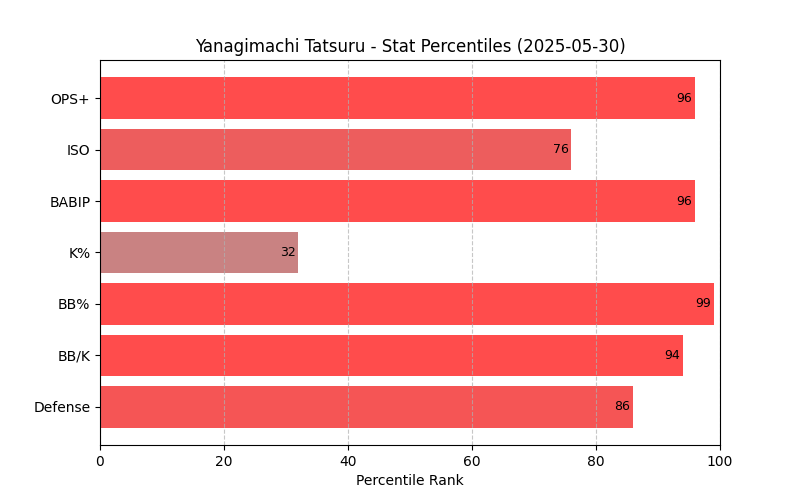 Yanagimachi Tatsuru - Stat Percentiles (2025-05-30)
OPS+ 96
ISO 76
BABIP 96
K% 32
BB% 99
BB/K 94
Defense 86
0 20 40 60 80 100
Percentile Rank